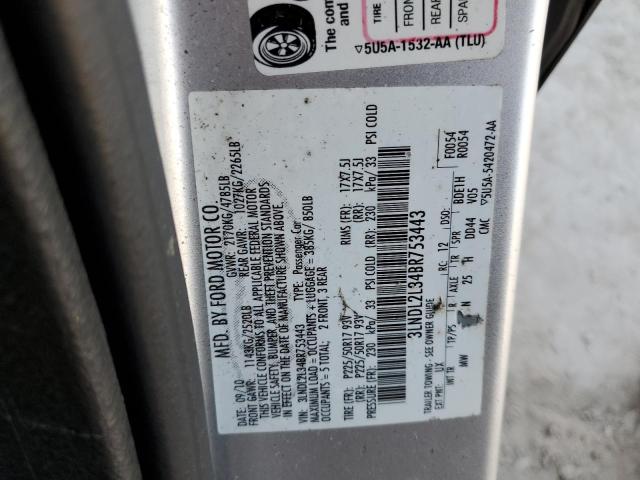 The com
and
TIRE
FRON
REAR
SPA
5U5A-1532-AA (TLU)
MFD. BY FORD MOTOR CO.
DATE: 09/10 GVWR: 2170KG/4785LB
FRONT GAWR: 1143KG/2520LB REAR GAWR: 1027KG/2265LB
THIS VEHICLE CONFORMS TO ALL APPLICABLE FEDERAL MOTOR
VEHICLE SAFETY, BUMPER, AND THEFT PREVENTION STANDARDS
IN EFFECT ON THE DATE OF MANUFACTURE SHOWN ABOVE.
VIN: 3LNDL2L34BR753443 TYPE: Passenger Car
MAXIMUM LOAD = OCCUPANTS + LUGGAGE = 385KG/ 850LB
OCCUPANTS = 5 TOTAL: 2 FRONT, 3 REAR
TIRE (FR): P225/50R17 93V RIMS (FR): 17X7.5J
(RR): P225/50R17 93V (RR): 17X7.5J
PRESSURE (FR): 230 kPa/ 33 PSI COLD (RR): 230 kPa/ 33 PSI COLD
3LNDL2L34BR753443
TRAILER TOWING - SEE OWNER GUIDE F0054
EXT PNT: UX RC: 12 DSO: R0054
INT TR TP/PS R AXLE TR SPR BODE1H
MW N 25 H DD44 V05
CMC 5U5A-5420472-AA